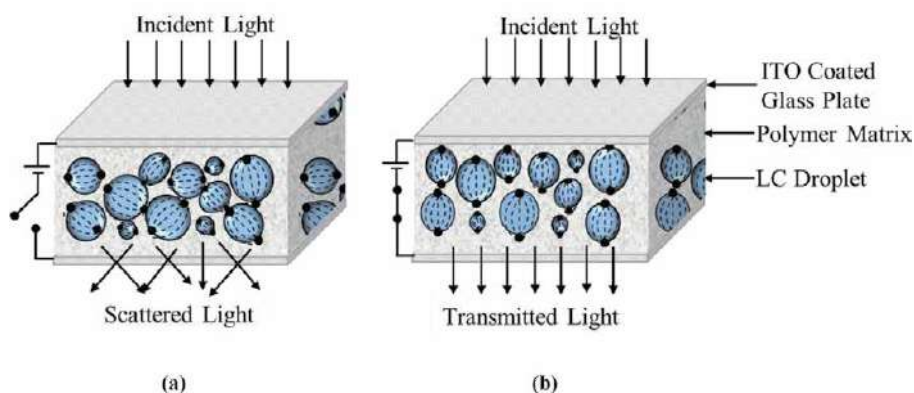 Incident Light
Scattered Light
(a)
Incident Light
ITO Coated
Glass Plate
Polymer Matrix
LC Droplet
Transmitted Light
(b)